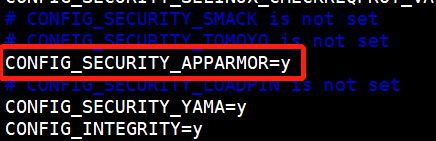 # CONFIG_SECURITY_SMACK is not set
# CONFIG_SECURITY_TOMOYO is not set
CONFIG_SECURITY_APPARMOR=y
# CONFIG_SECURITY_LOADPIN is not set
CONFIG_SECURITY_YAMA=y
CONFIG_INTEGRITY=y